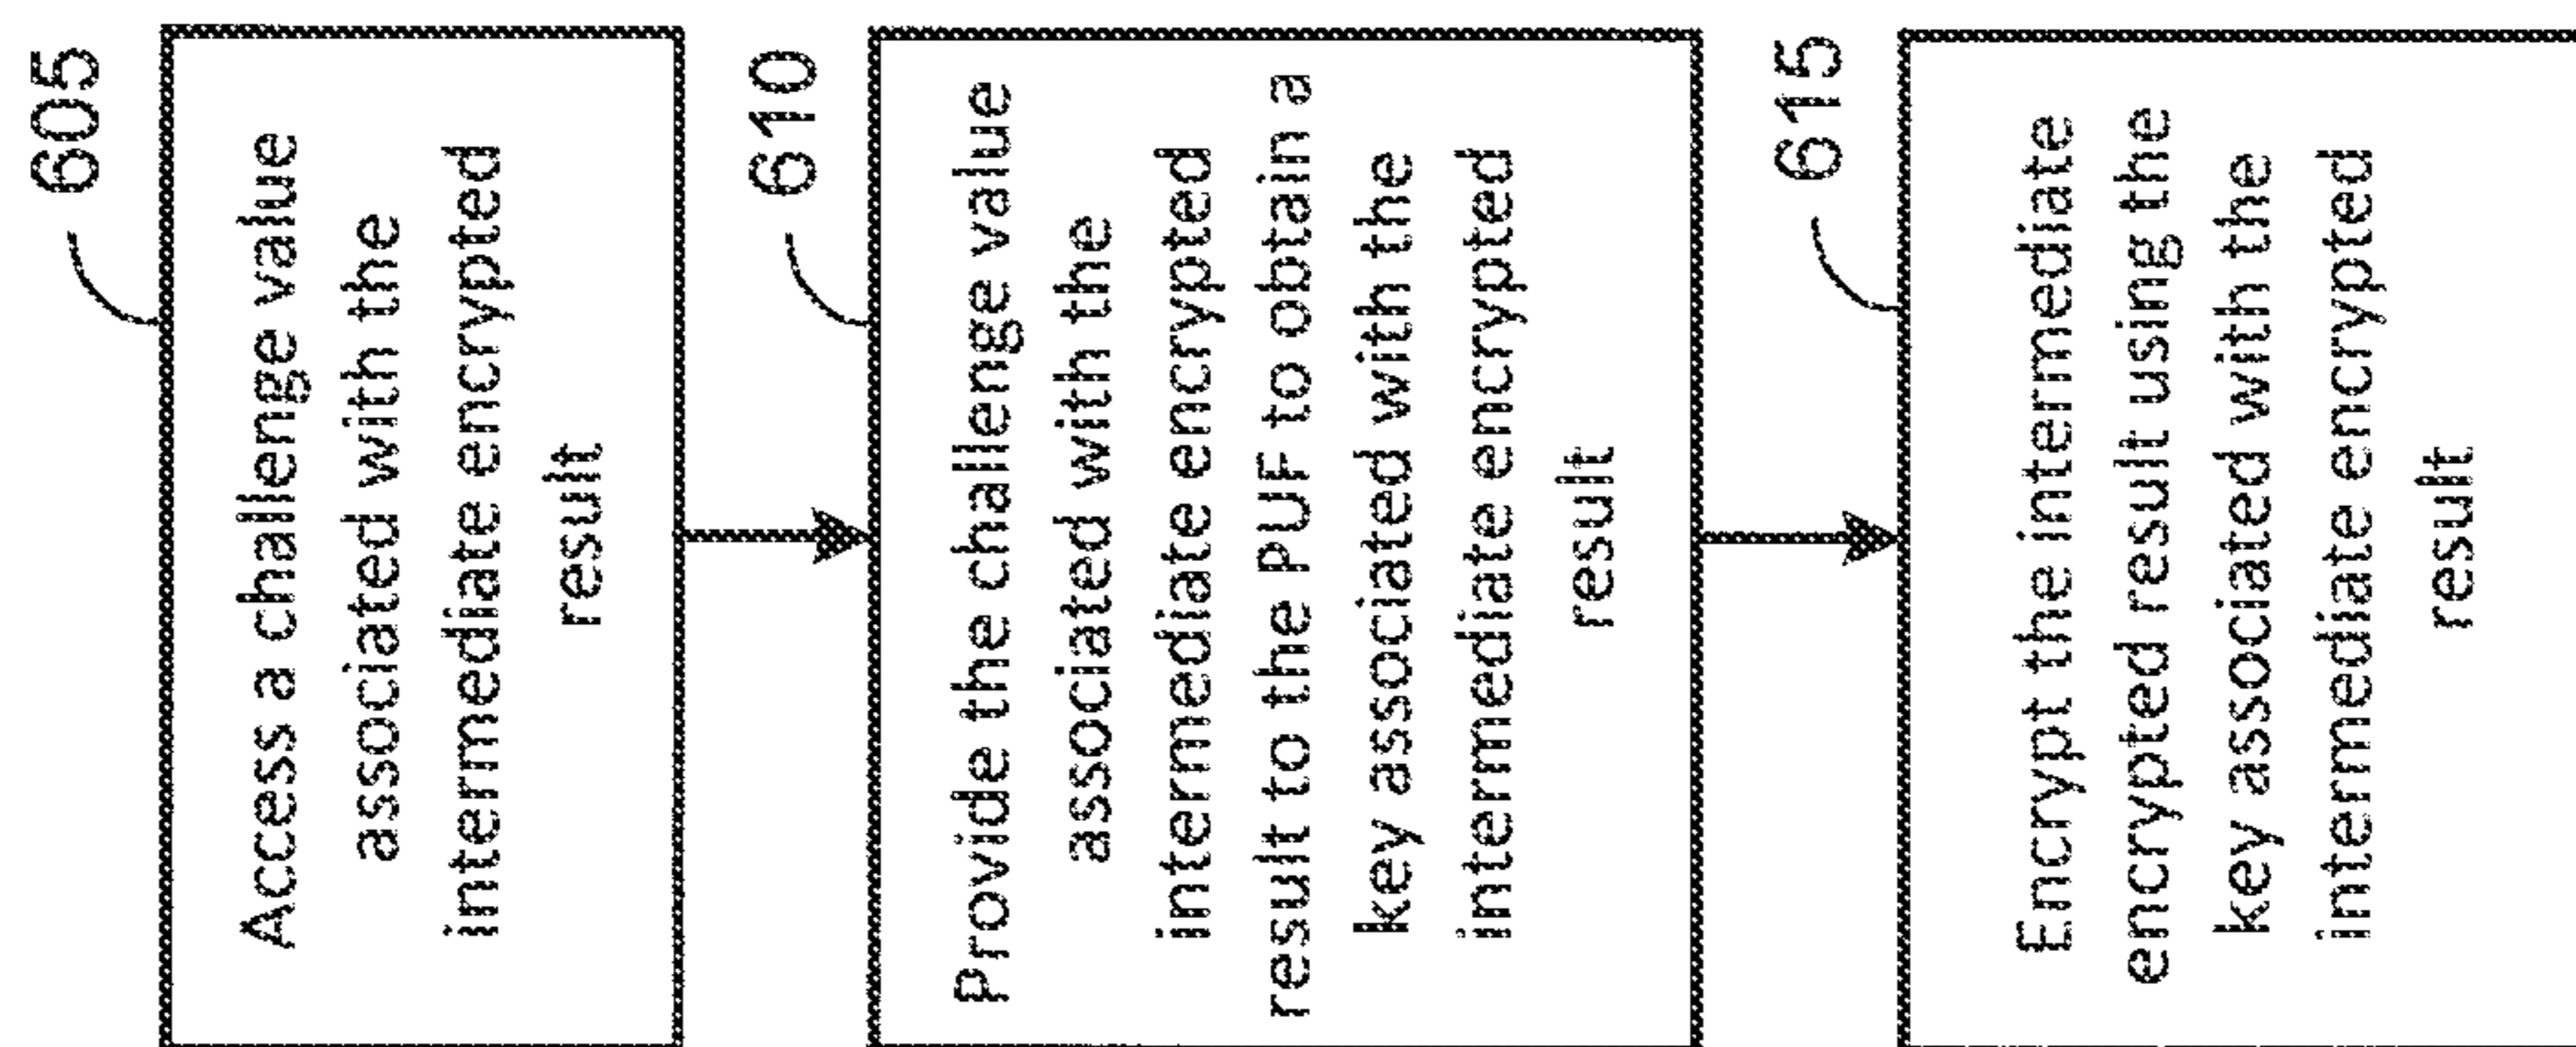 605
Access a challenge value
associated with the
intermediate encrypted
result
610
Provide the challenge value
associated with the
intermediate encrypted
result to the PUF to obtain a
key associated with the
intermediate encrypted
result
615
Encrypt the intermediate
encrypted result using the
key associated with the
intermediate encrypted
result